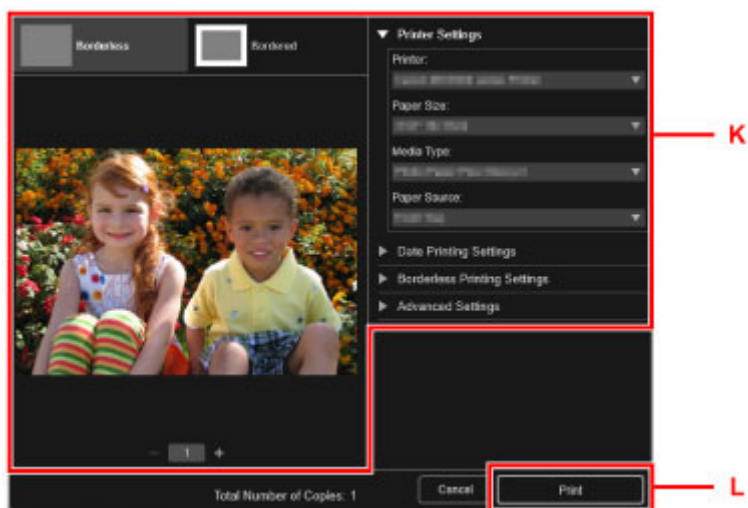 Borderless
Bordered
Printer Settings
Printer:
Paper Size:
Media Type:
Paper Source:
Date Printing Settings
Borderless Printing Settings
Advanced Settings
K
- 1 +
Total Number of Copies: 1
Cancel
Print
L